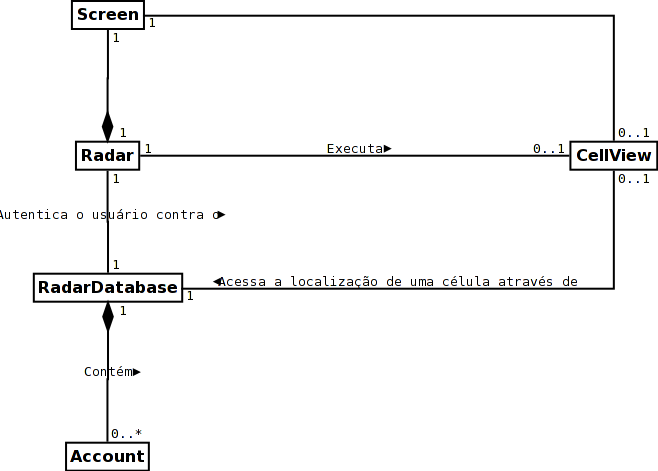 Screen
1
1
1
0..1
Radar
1
Executa▶
0..1
CellView
1
0..1
Autentica o usuário contra o▶
1
◀Acessa a localização de uma célula através de
RadarDatabase
1
1
Contém▶
0..*
Account